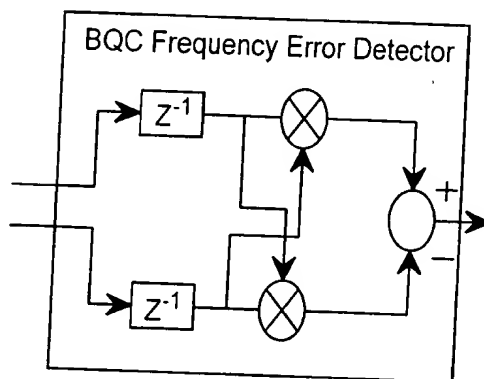 BQC Frequency Error Detector
Z⁻¹
+
−
Z⁻¹